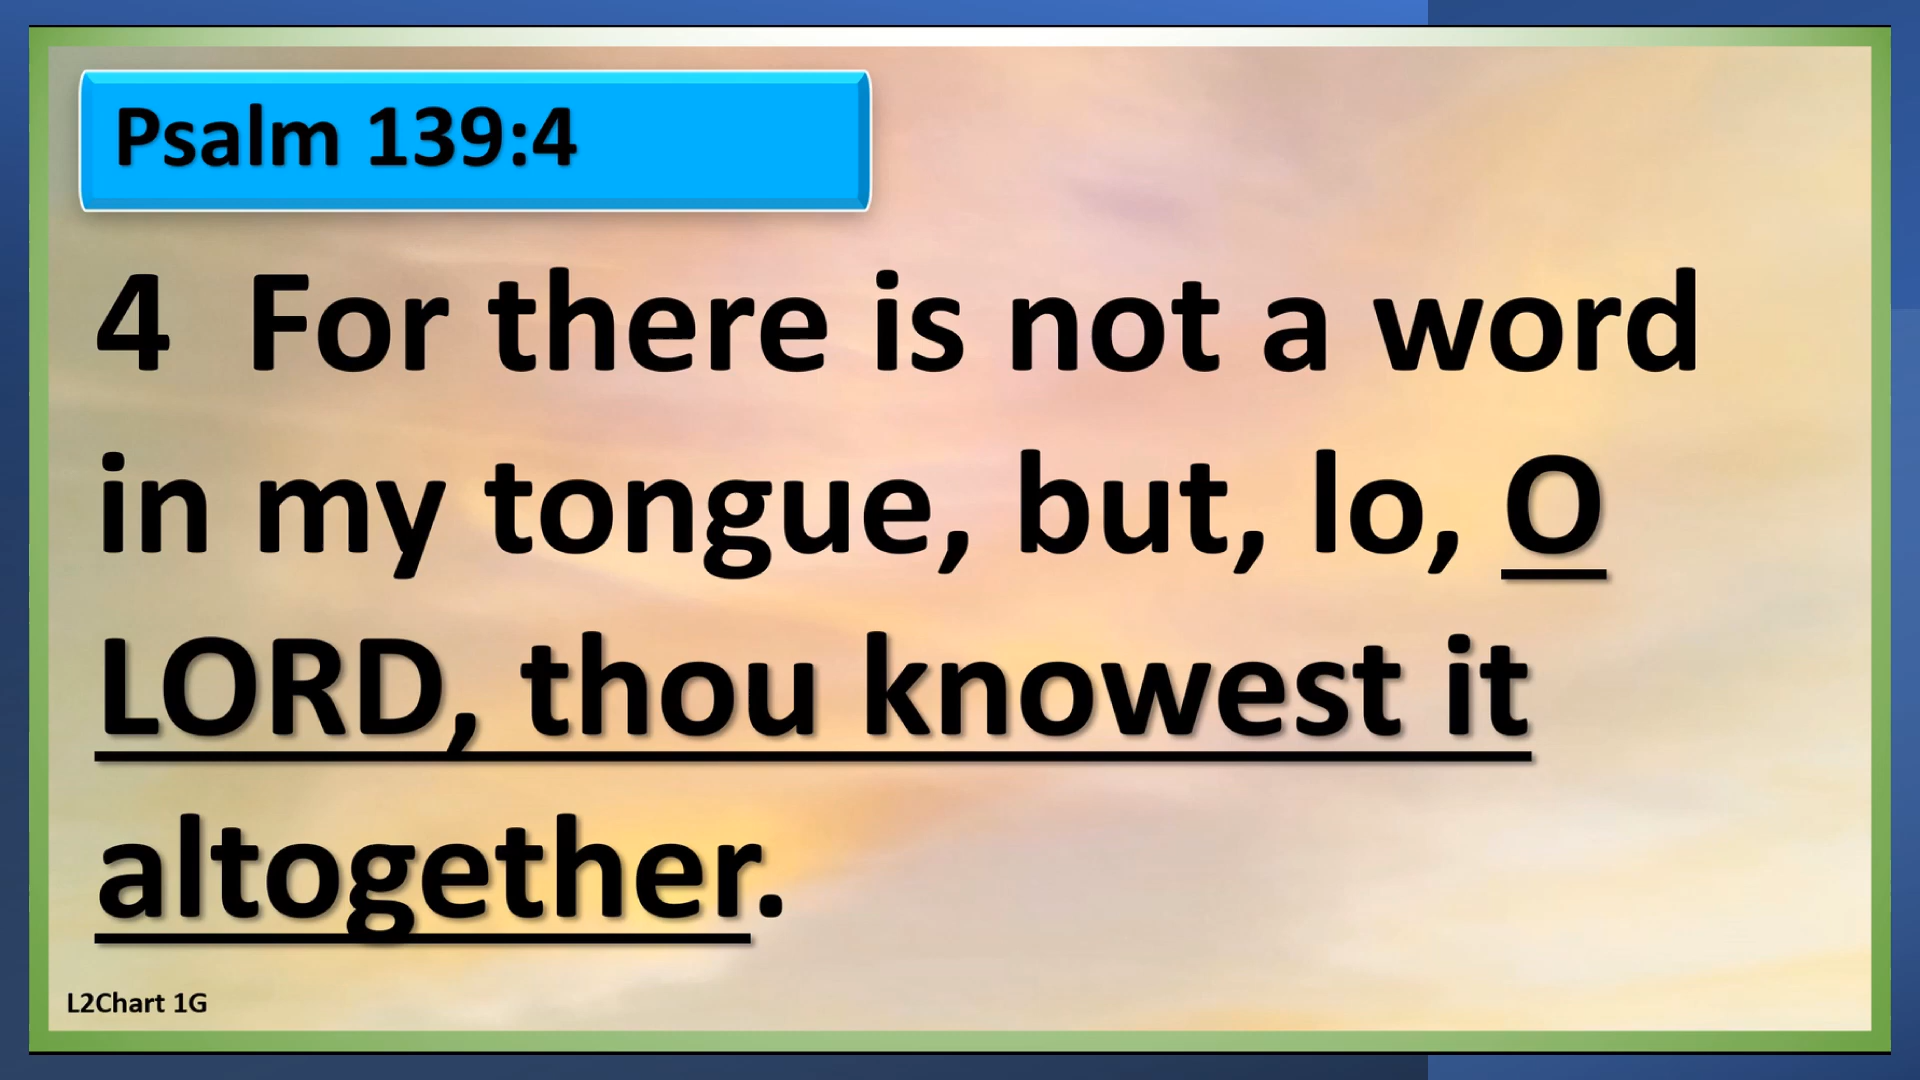 Psalm 139:4
4  For there is not a word
in my tongue, but, lo, O
LORD, thou knowest it
altogether.
L2Chart 1G